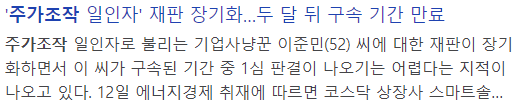 '주가조작 일인자' 재판 장기화...두 달 뒤 구속 기간 만료
주가조작 일인자로 불리는 기업사냥꾼 이준민(52) 씨에 대한 재판이 장기
화하면서 이 씨가 구속된 기간 중 1심 판결이 나오기는 어렵다는 지적이
나오고 있다. 12일 에너지경제 취재에 따르면 코스닥 상장사 스마트솔...